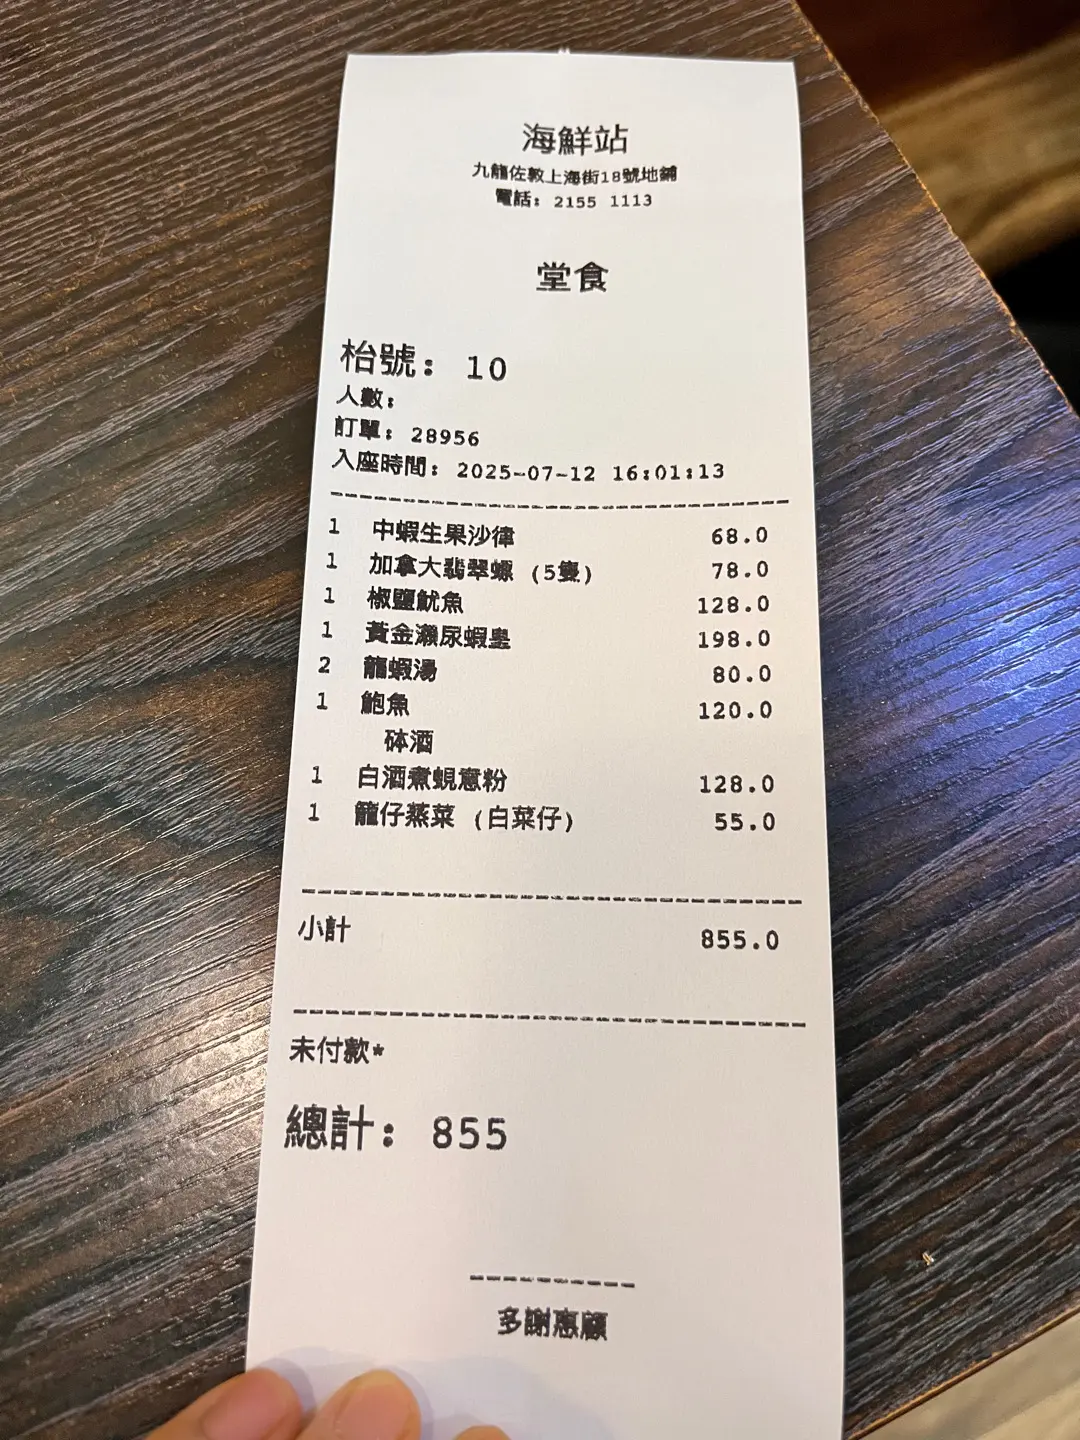 海鮮站
九龍佐敦上海街18號地鋪
電話: 2155 1113
堂食
枱號: 10
人數:
訂單: 28956
入座時間: 2025-07-12 16:01:13
1 中蝦生果沙律 68.0
1 加拿大翡翠螺 (5隻) 78.0
1 椒鹽魷魚 128.0
1 黃金瀨尿蝦皇 198.0
2 龍蝦湯 80.0
1 鮑魚 120.0
砵酒
1 白酒煮蜆意粉 128.0
1 籠仔蒸菜 (白菜仔) 55.0
小計 855.0
未付款*
總計: 855
多謝惠顧